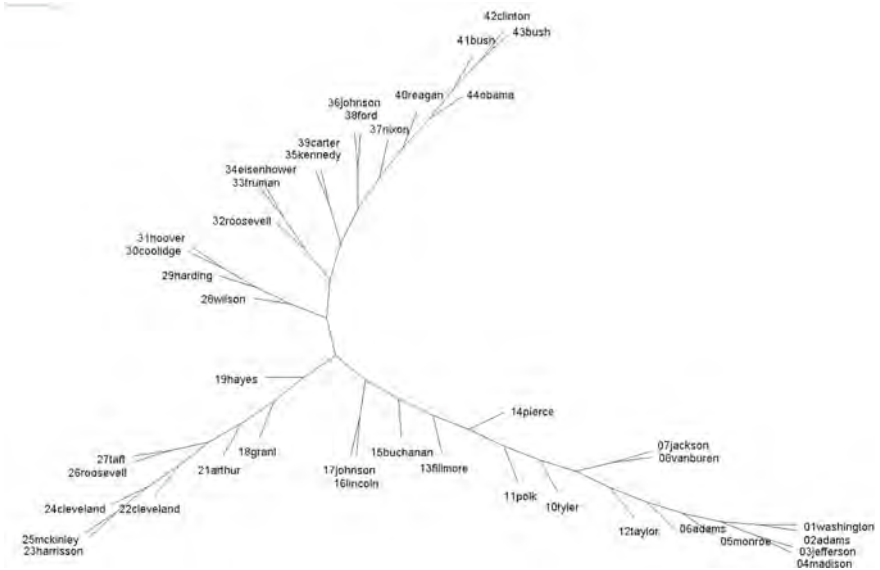 42clinton
43bush
41bush
40reagan
44obama
36johnson
38ford
37nixon
39carter
35kennedy
34eisenhower
33truman
32roosevelt
31hoover
30coolidge
29harding
28wilson
19hayes
14pierce
07jackson
08vanburen
18grant
15buchanan
13fillmore
27taft
26roosevelt
21arthur
17johnson
16lincoln
11polk
10tyler
24cleveland
22cleveland
12taylor
06adams
01washington
25mckinley
23harrisson
05monroe
02adams
03jefferson
04madison